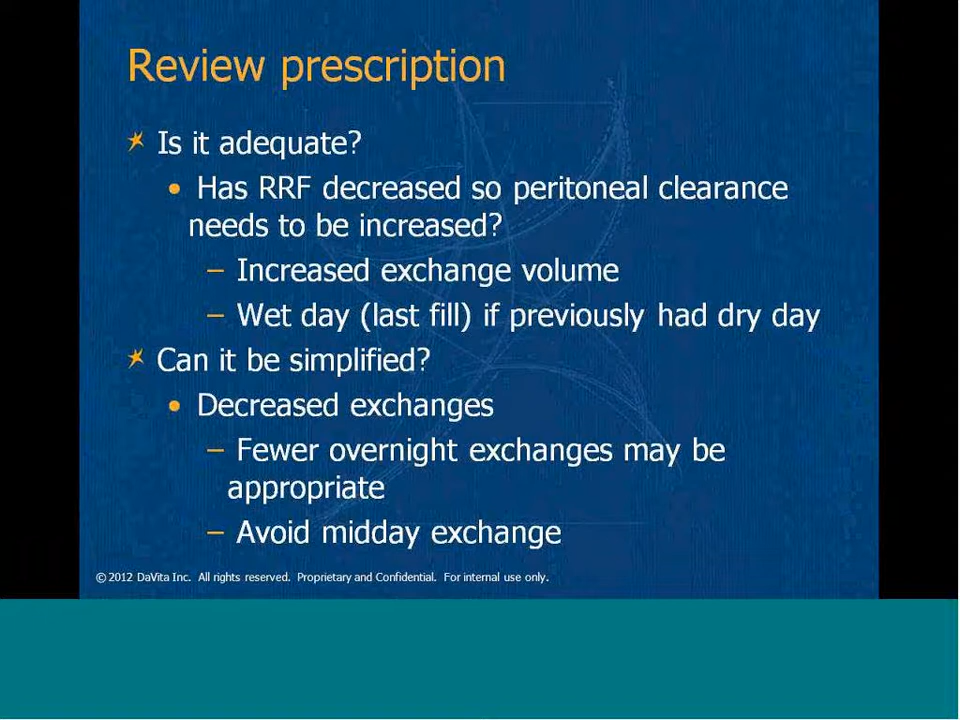 Review prescription
Is it adequate?
• Has RRF decreased so peritoneal clearance
needs to be increased?
– Increased exchange volume
– Wet day (last fill) if previously had dry day
Can it be simplified?
• Decreased exchanges
– Fewer overnight exchanges may be
appropriate
– Avoid midday exchange
© 2012 DaVita Inc. All rights reserved. Proprietary and Confidential. For internal use only.